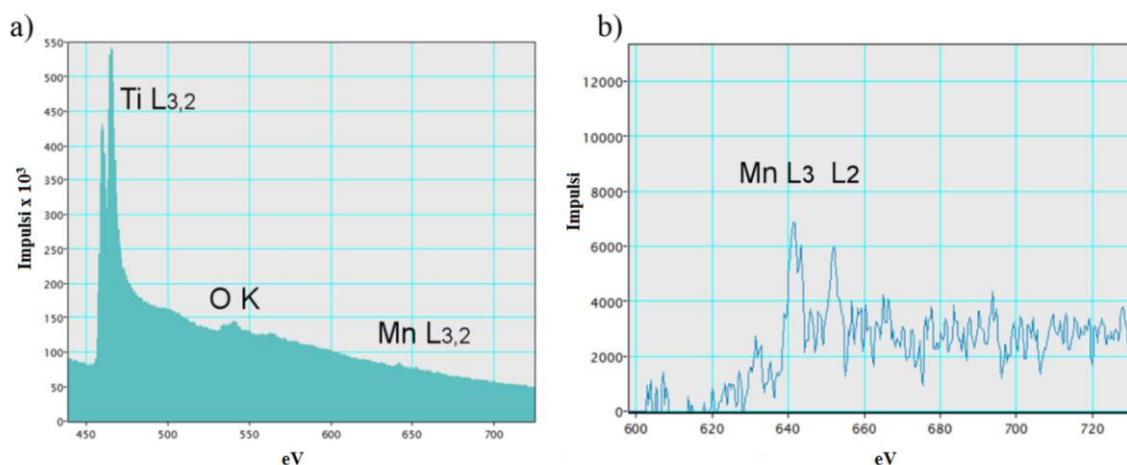 a)
550
500
450
400
350
300
250
200
150
100
50
0
Impulsi x 10³
Ti L3,2
O K
Mn L3,2
450 500 550 600 650 700
eV
b)
12000
10000
8000
6000
4000
2000
0
Impulsi
Mn L3 L2
600 620 640 660 680 700 720
eV